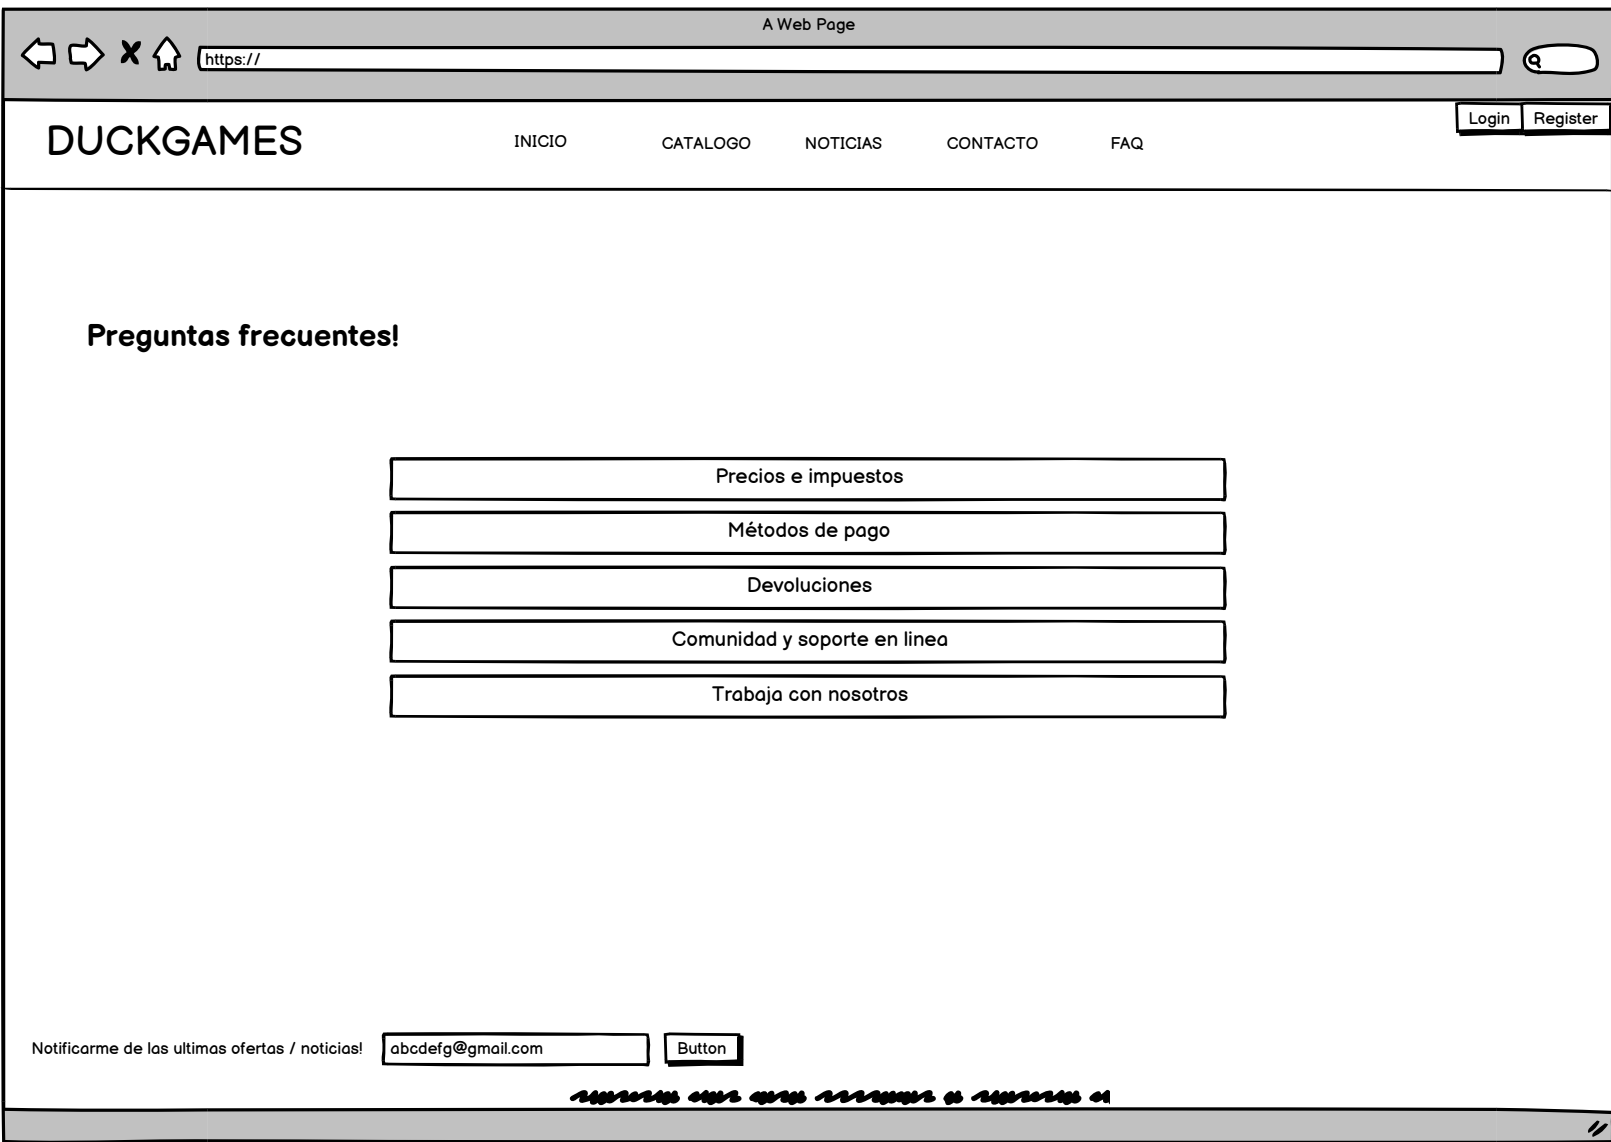 A Web Page
https://
Login Register
DUCKGAMES INICIO CATALOGO NOTICIAS CONTACTO FAQ
Preguntas frecuentes!
Precios e impuestos
Métodos de pago
Devoluciones
Comunidad y soporte en linea
Trabaja con nosotros
Notificarme de las ultimas ofertas / noticias! abcdefg@gmail.com Button